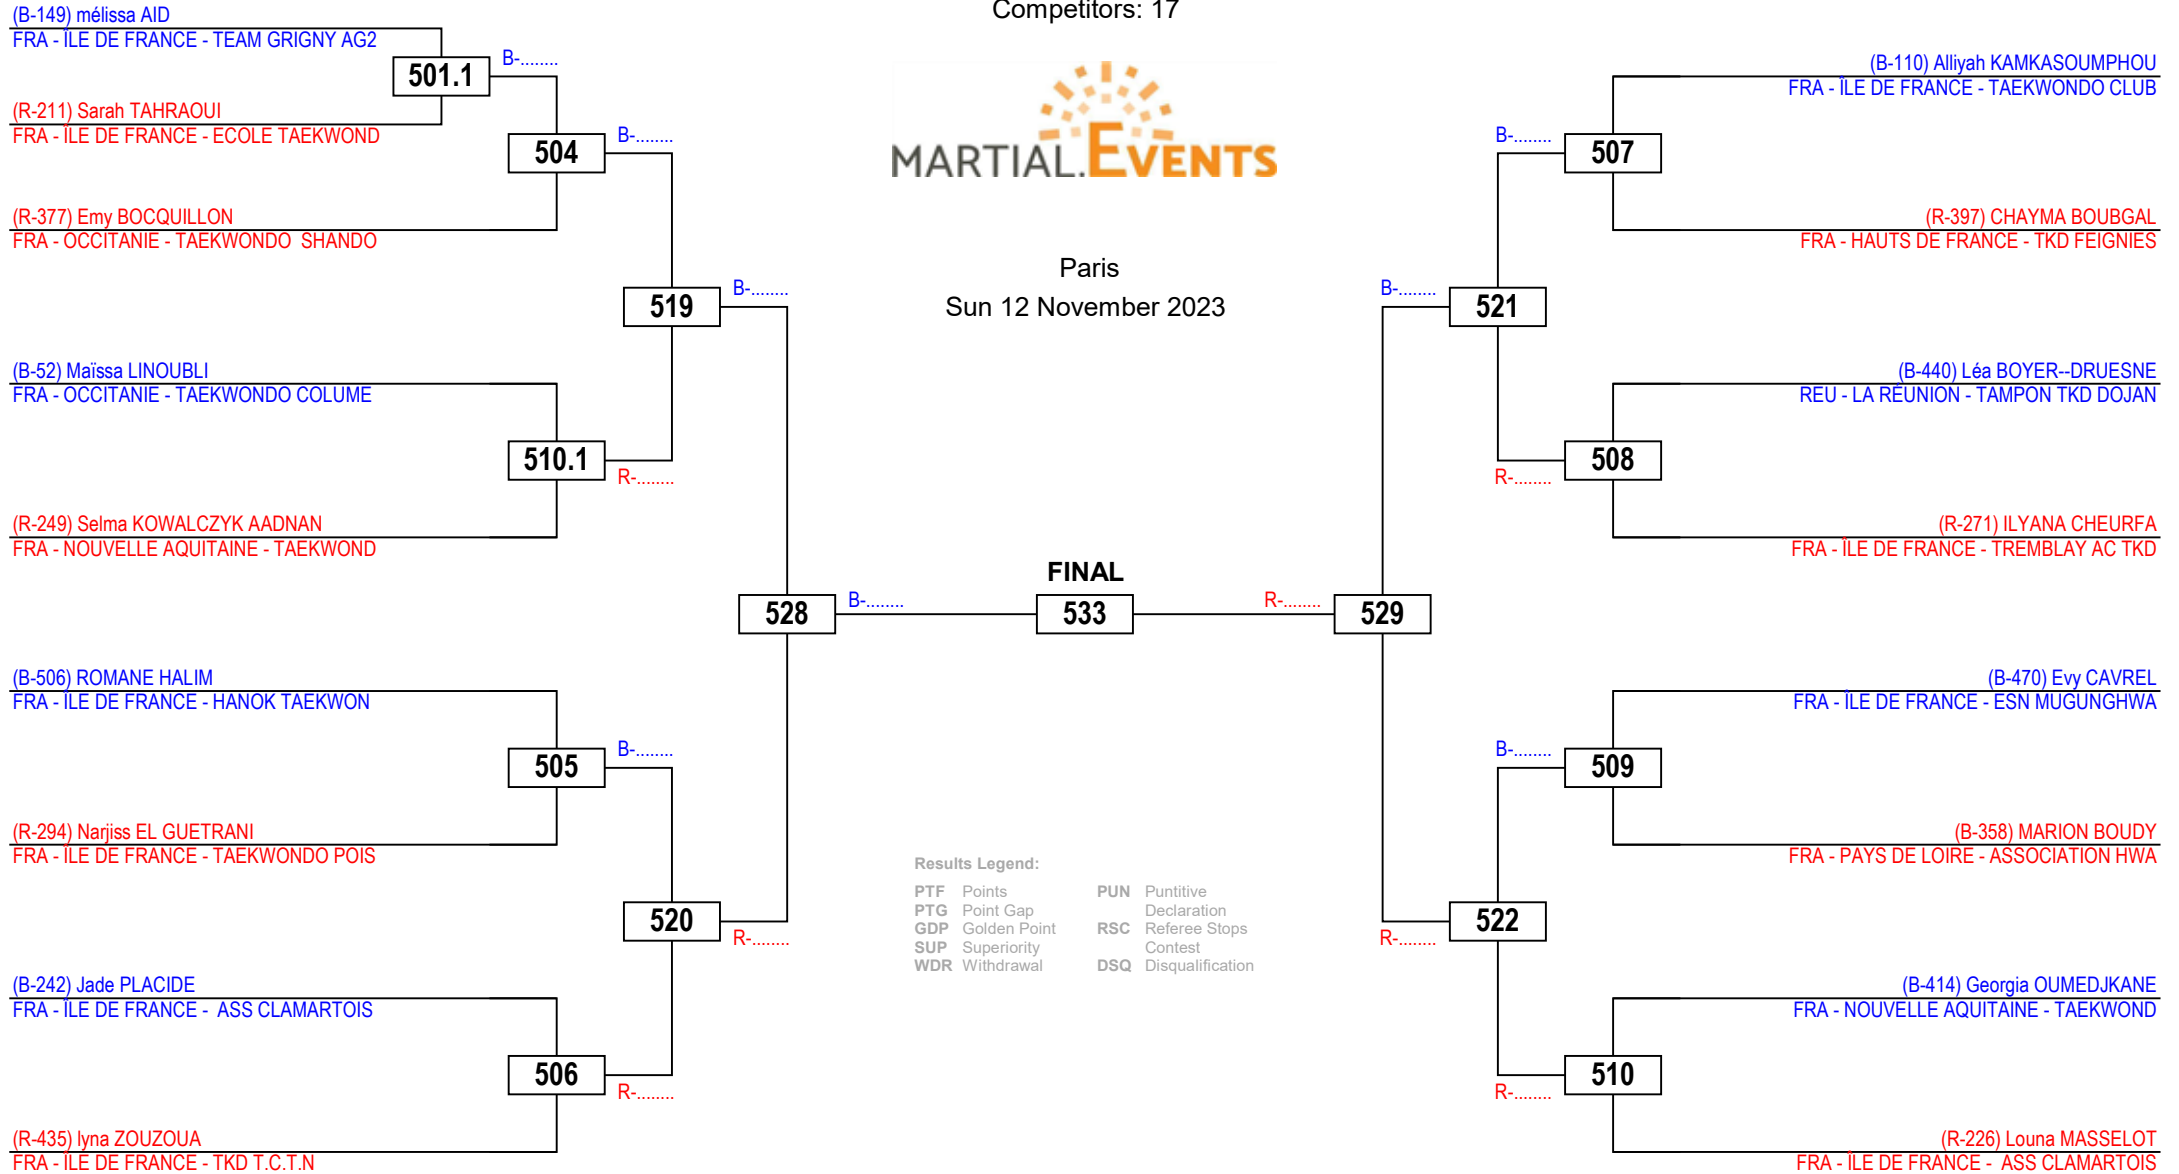 Competitors: 17
MARTIAL.EVENTS
Paris
Sun 12 November 2023
(B-149) mélissa AID
FRA - ÎLE DE FRANCE - TEAM GRIGNY AG2
501.1
B-........
(R-211) Sarah TAHRAOUI
FRA - ÎLE DE FRANCE - ECOLE TAEKWOND
504
B-........
(R-377) Emy BOCQUILLON
FRA - OCCITANIE - TAEKWONDO  SHANDO
519
B-........
(B-52) Maïssa LINOUBLI
FRA - OCCITANIE - TAEKWONDO COLUME
510.1
R-........
(R-249) Selma KOWALCZYK AADNAN
FRA - NOUVELLE AQUITAINE - TAEKWOND
528
B-........
(B-506) ROMANE HALIM
FRA - ÎLE DE FRANCE - HANOK TAEKWON
505
B-........
(R-294) Narjiss EL GUETRANI
FRA - ÎLE DE FRANCE - TAEKWONDO POIS
520
R-........
(B-242) Jade PLACIDE
FRA - ÎLE DE FRANCE -  ASS CLAMARTOIS
506
R-........
(R-435) lyna ZOUZOUA
FRA - ÎLE DE FRANCE - TKD T.C.T.N
FINAL
533
(B-110) Alliyah KAMKASOUMPHOU
FRA - ÎLE DE FRANCE - TAEKWONDO CLUB
B-........
507
(R-397) CHAYMA BOUBGAL
FRA - HAUTS DE FRANCE - TKD FEIGNIES
B-........
521
(B-440) Léa BOYER--DRUESNE
REU - LA RÉUNION - TAMPON TKD DOJAN
R-........
508
(R-271) ILYANA CHEURFA
FRA - ÎLE DE FRANCE - TREMBLAY AC TKD
R-........
529
(B-470) Evy CAVREL
FRA - ÎLE DE FRANCE - ESN MUGUNGHWA
B-........
509
(B-358) MARION BOUDY
FRA - PAYS DE LOIRE - ASSOCIATION HWA
R-........
522
(B-414) Georgia OUMEDJKANE
FRA - NOUVELLE AQUITAINE - TAEKWOND
R-........
510
(R-226) Louna MASSELOT
FRA - ÎLE DE FRANCE -  ASS CLAMARTOIS
Results Legend:
PTF Points
PTG Point Gap
GDP Golden Point
SUP Superiority
WDR Withdrawal
PUN Puntitive
Declaration
RSC Referee Stops
Contest
DSQ Disqualification